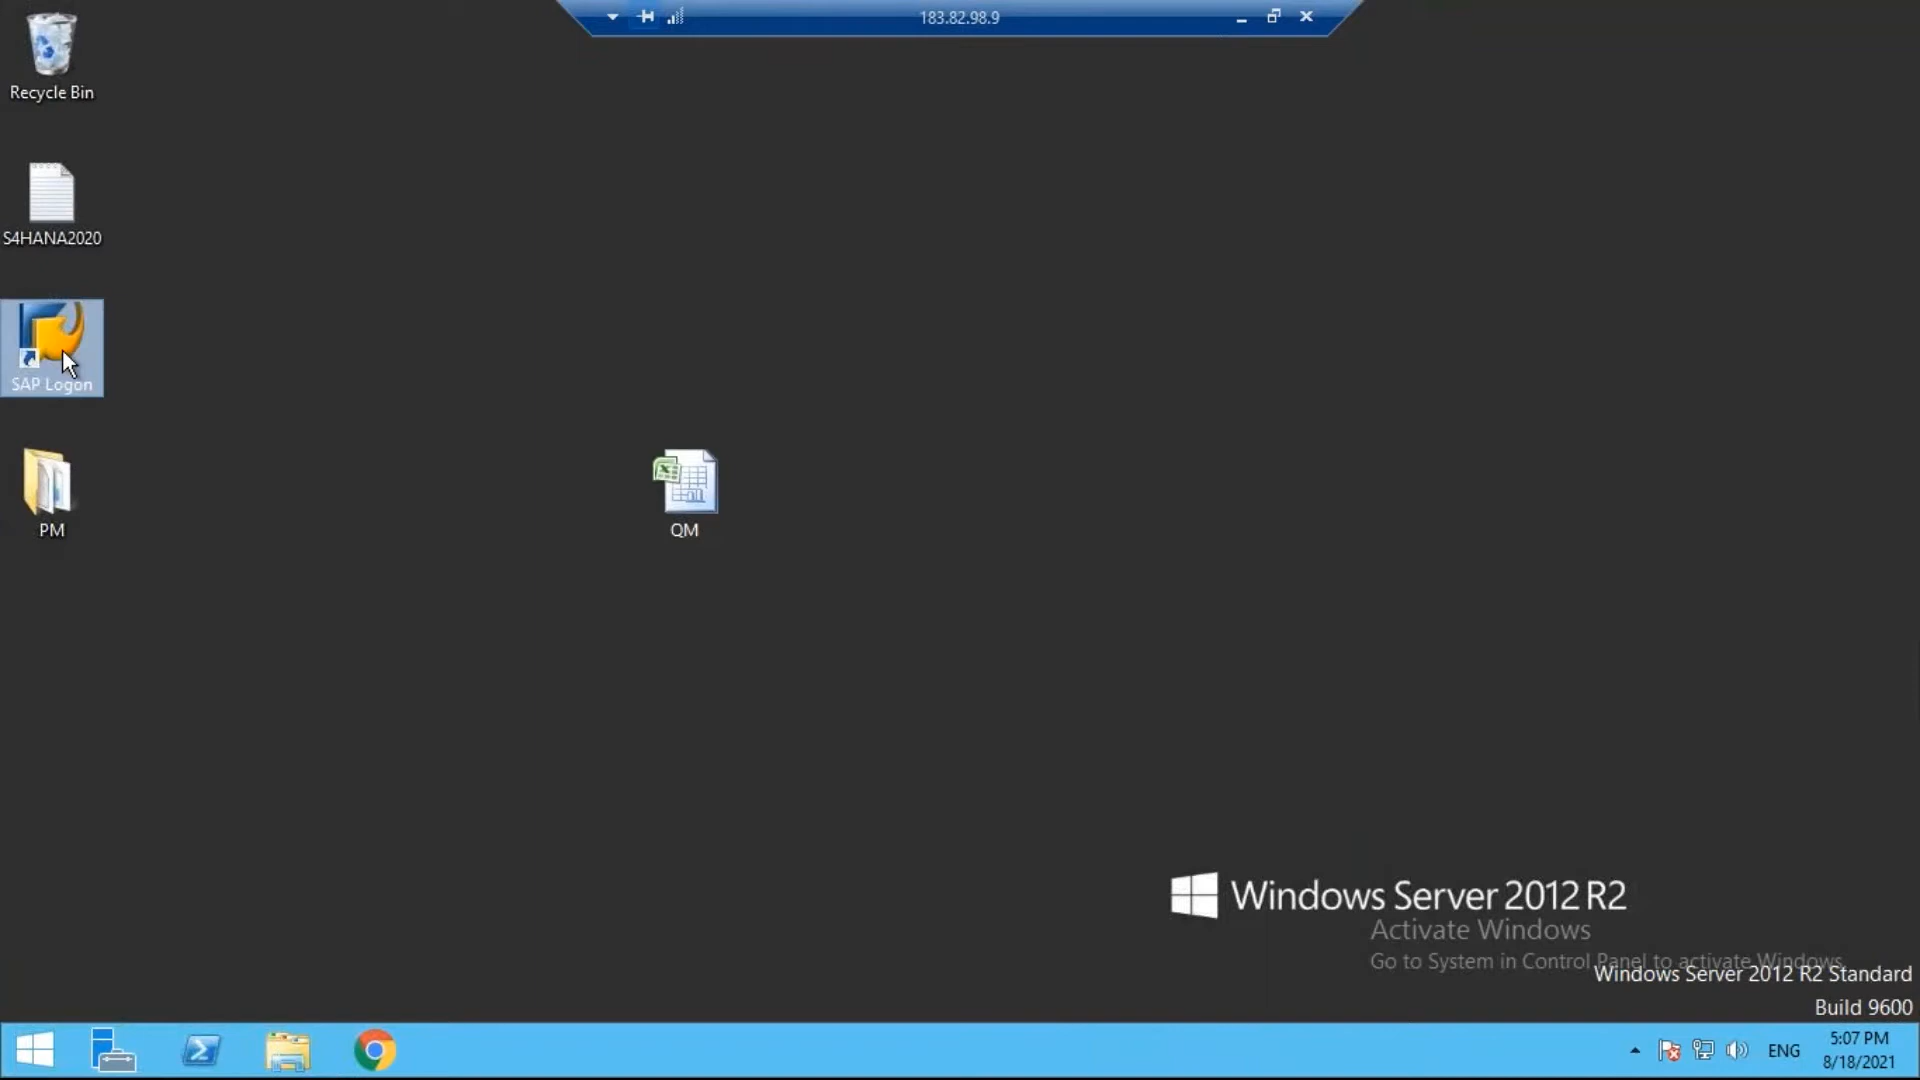 183.82.98.9
Recycle Bin
S4HANA2020
SAP Logon
PM
QM
Windows Server 2012 R2
Activate Windows
Go to System in Control Panel to activate Windows.
Windows Server 2012 R2 Standard
Build 9600
ENG
5:07 PM
8/18/2021